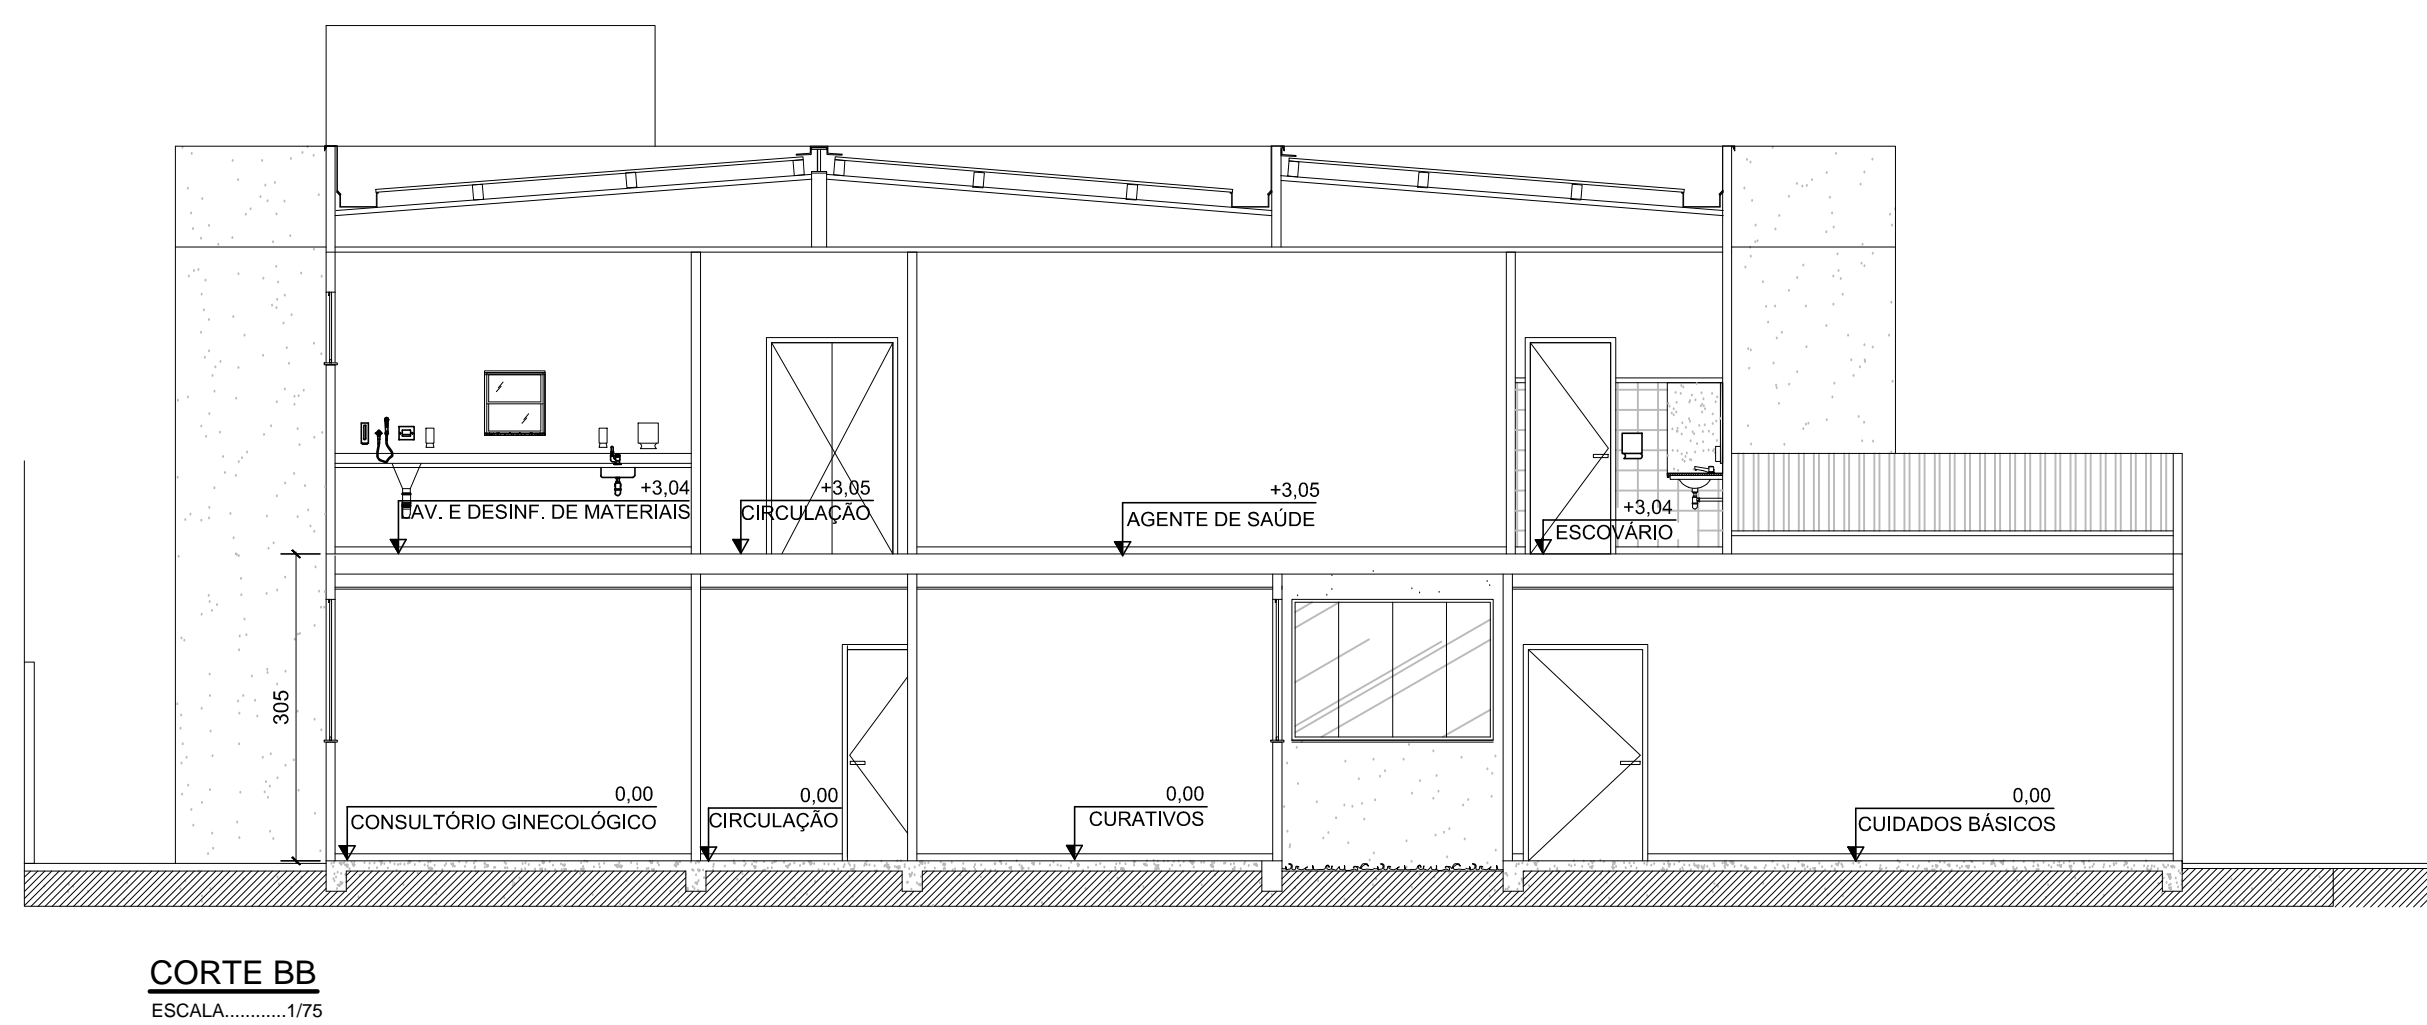 +3,04
LAV. E DESINF. DE MATERIAIS
+3,05
CIRCULAÇÃO
+3,05
AGENTE DE SAÚDE
+3,04
ESCOVÁRIO
305
0,00
CONSULTÓRIO GINECOLÓGICO
0,00
CIRCULAÇÃO
0,00
CURATIVOS
0,00
CUIDADOS BÁSICOS
CORTE BB
ESCALA............1/75